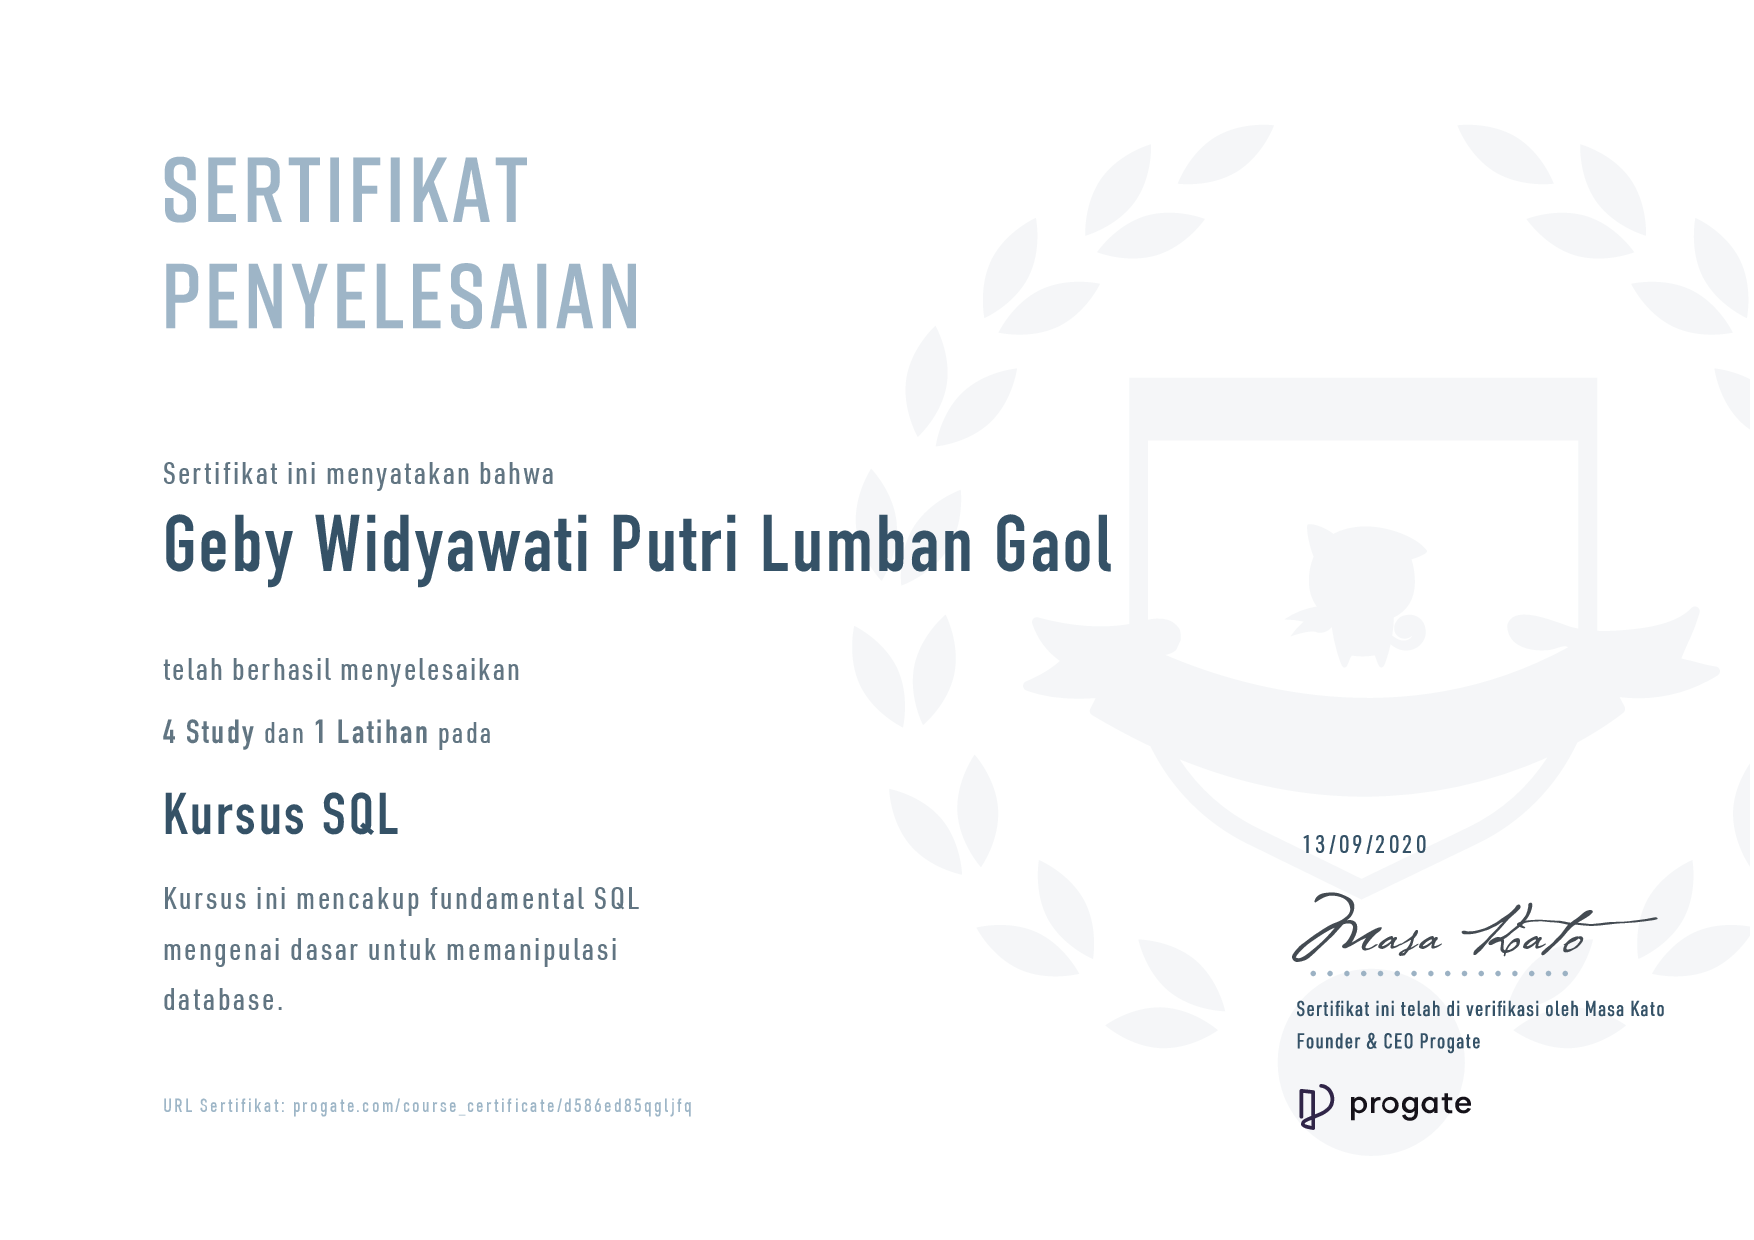 SERTIFIKAT
PENYELESAIAN
Sertifikat ini menyatakan bahwa
Geby Widyawati Putri Lumban Gaol
telah berhasil menyelesaikan
4 Study dan 1 Latihan pada
Kursus SQL
Kursus ini mencakup fundamental SQL
mengenai dasar untuk memanipulasi
database.
URL Sertifikat: progate.com/course_certificate/d586ed85qgljfq
13/09/2020
Masa Kato
Sertifikat ini telah di verifikasi oleh Masa Kato
Founder & CEO Progate
progate